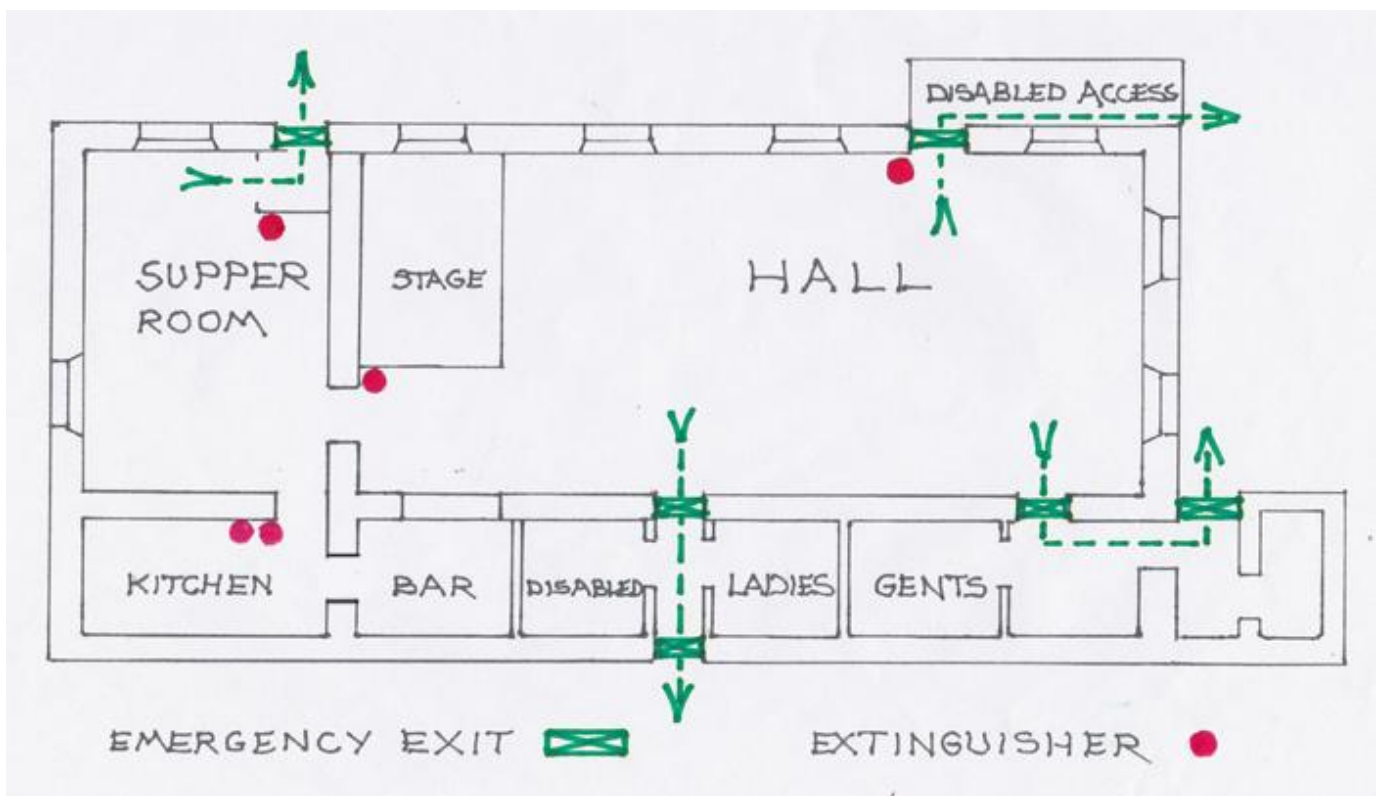 DISABLED ACCESS
SUPPER
ROOM
STAGE
HALL
KITCHEN
BAR
DISABLED
LADIES
GENTS
EMERGENCY EXIT
EXTINGUISHER